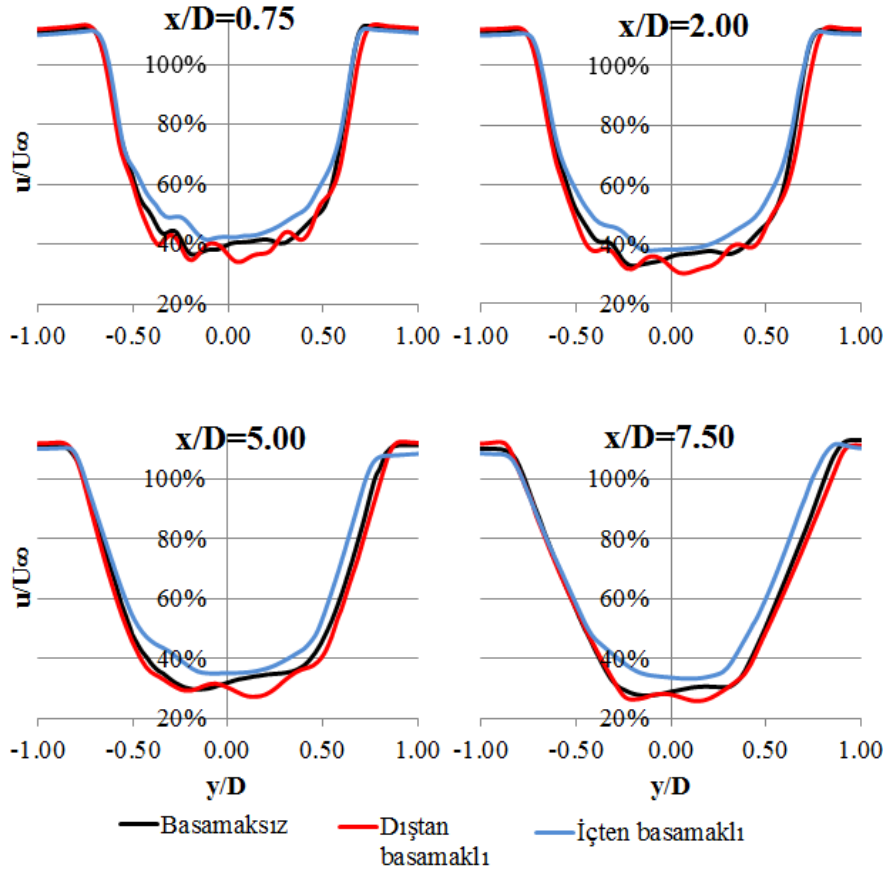 x/D=0.75
x/D=2.00
100%
100%
80%
80%
u/U∞
60%
60%
40%
40%
20%
20%
-1.00 -0.50 0.00 0.50 1.00
-1.00 -0.50 0.00 0.50 1.00
x/D=5.00
x/D=7.50
100%
100%
80%
80%
u/U∞
60%
60%
40%
40%
20%
20%
-1.00 -0.50 0.00 0.50 1.00
-1.00 -0.50 0.00 0.50 1.00
y/D
y/D
Basamaksız
Dıştan
basamaklı
İçten basamaklı